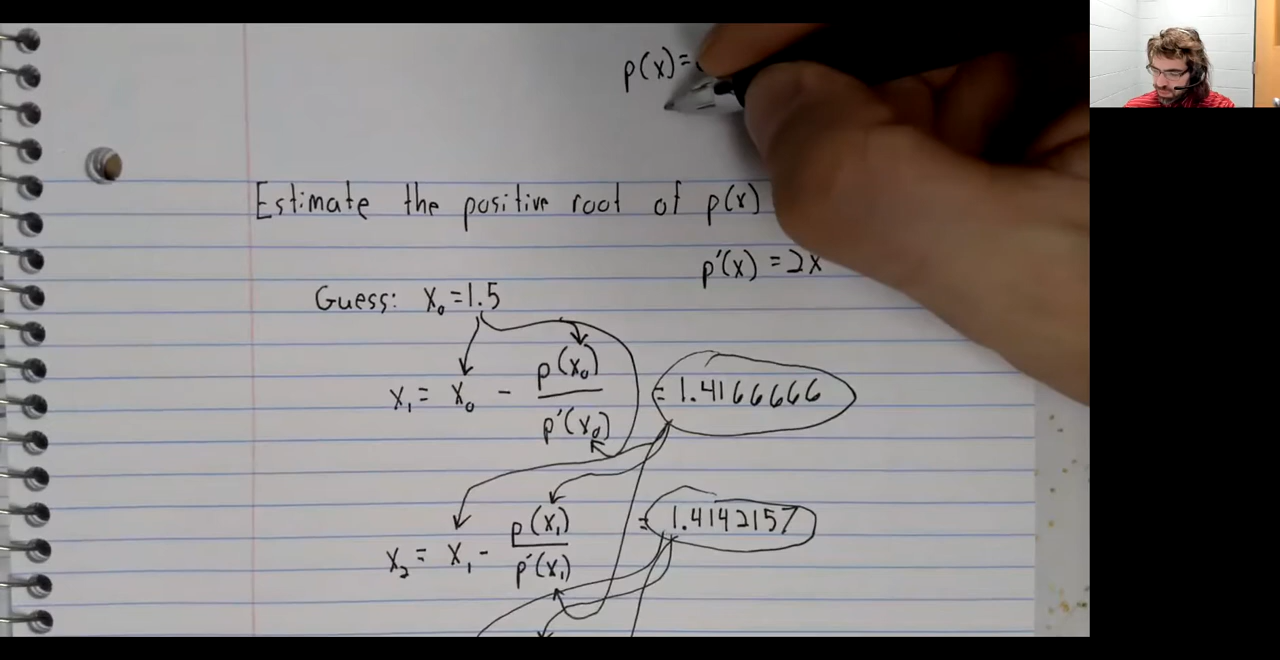 p(x)=
Estimate the positive root of p(x)
p'(x) = 2x
Guess: x₀ = 1.5
x₁ = x₀ - p(x₀)/p'(x₀) = 1.4166666
x₂ = x₁ - p(x₁)/p'(x₁) = 1.4142157